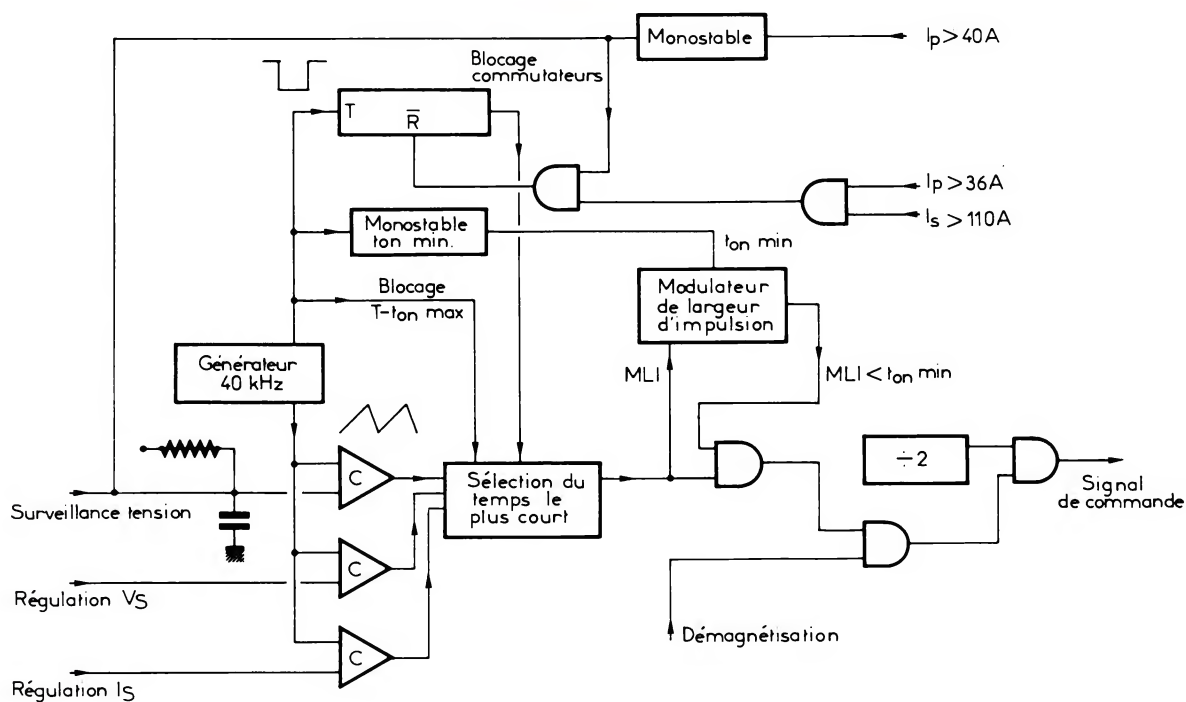 Monostable
Ip > 40A
Blocage
commutateurs
T
R̅
Ip > 36A
Is > 110A
Monostable
ton min.
ton min
Blocage
T-ton max
Modulateur
de largeur
d'impulsion
Générateur
40 kHz
MLI
MLI < ton min
C
Sélection du
temps le
plus court
÷2
Signal
de commande
Surveillance tension
C
Régulation VS
Démagnétisation
C
Régulation IS